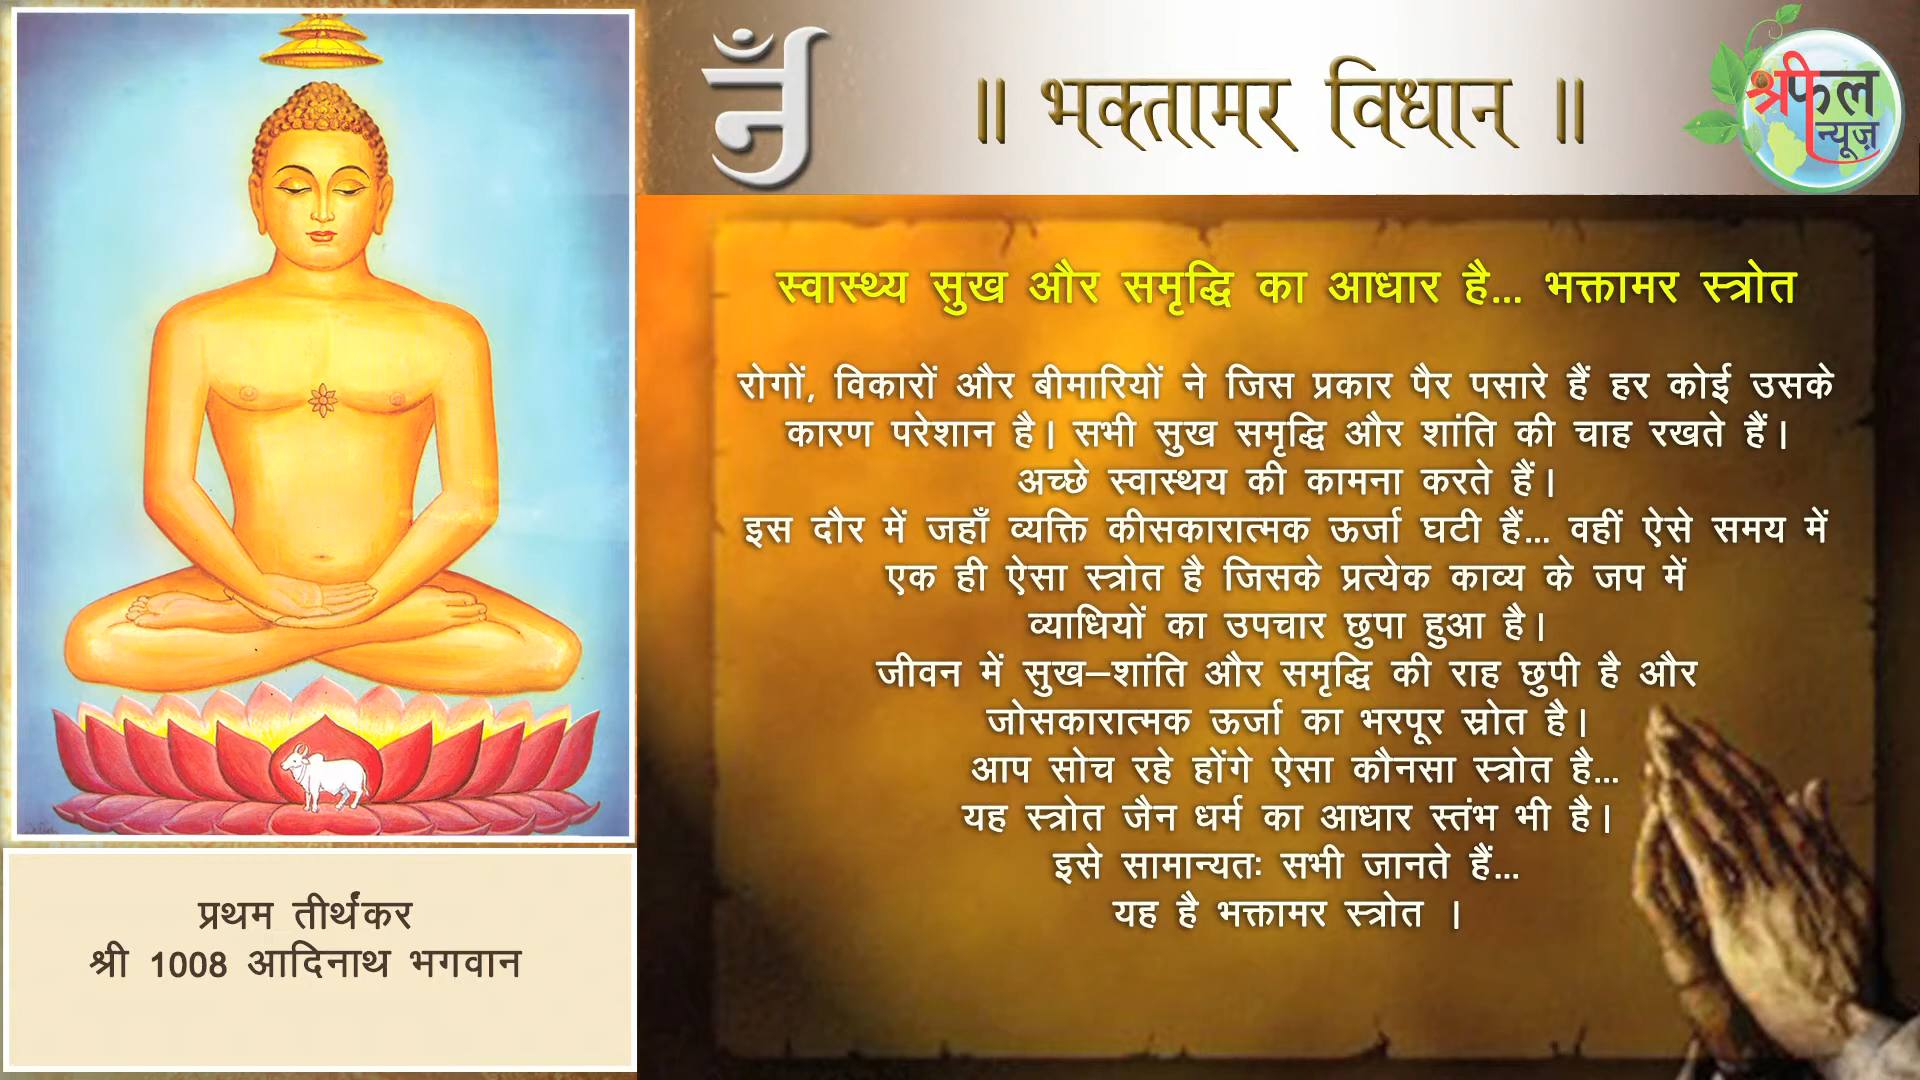 ॥ भक्तामर विधान ॥
श्रीफल
न्यूज़
स्वास्थ्य सुख और समृद्धि का आधार है... भक्तामर स्त्रोत
रोगों, विकारों और बीमारियों ने जिस प्रकार पैर पसारे हैं हर कोई उसके
कारण परेशान है। सभी सुख समृद्धि और शांति की चाह रखते हैं।
अच्छे स्वास्थय की कामना करते हैं।
इस दौर में जहाँ व्यक्ति कीसकारात्मक ऊर्जा घटी हैं... वहीं ऐसे समय में
एक ही ऐसा स्त्रोत है जिसके प्रत्येक काव्य के जप में
व्याधियों का उपचार छुपा हुआ है।
जीवन में सुख–शांति और समृद्धि की राह छुपी है और
जोसकारात्मक ऊर्जा का भरपूर स्रोत है।
आप सोच रहे होंगे ऐसा कौनसा स्त्रोत है...
यह स्त्रोत जैन धर्म का आधार स्तंभ भी है।
इसे सामान्यतः सभी जानते हैं...
यह है भक्तामर स्त्रोत ।
प्रथम तीर्थंकर
श्री 1008 आदिनाथ भगवान